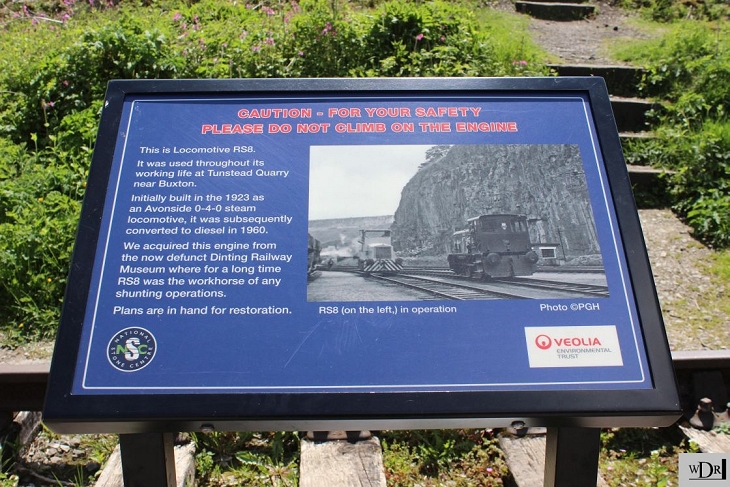 CAUTION - FOR YOUR SAFETY
PLEASE DO NOT CLIMB ON THE ENGINE
This is Locomotive RS8.
It was used throughout its
working life at Tunstead Quarry
near Buxton.
Initially built in the 1923 as
an Avonside 0-4-0 steam
locomotive, it was subsequently
converted to diesel in 1960.
We acquired this engine from
the now defunct Dinting Railway
Museum where for a long time
RS8 was the workhorse of any
shunting operations.
Plans are in hand for restoration.
RS8 (on the left,) in operation
Photo ©PGH
NATIONAL
NSC
STONE CENTRE
VEOLIA
ENVIRONMENTAL
TRUST
WDR